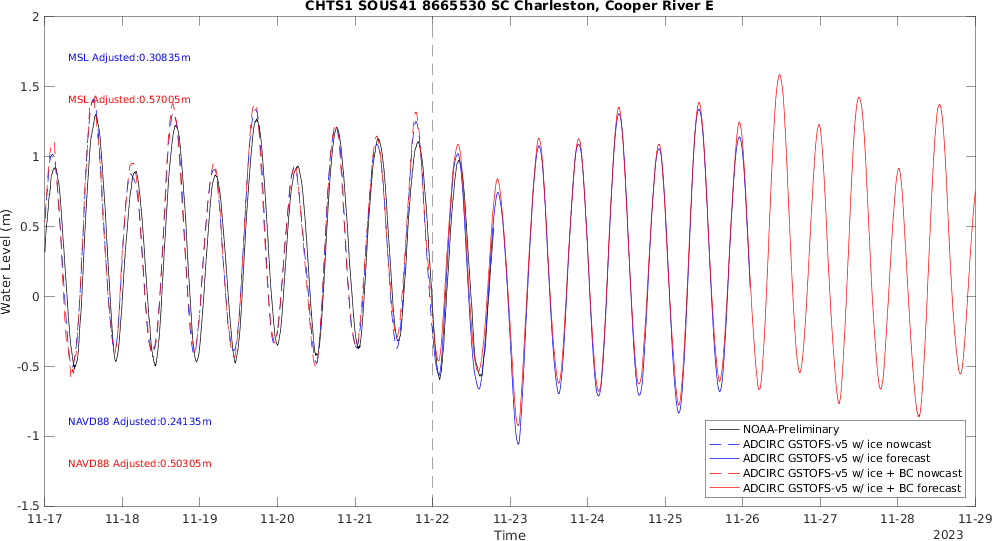 CHTS1 SOUS41 8665530 SC Charleston, Cooper River E
2
1.5
1
0.5
0
-0.5
-1
-1.5
Water Level (m)
MSL Adjusted:0.30835m
MSL Adjusted:0.57005m
NAVD88 Adjusted:0.24135m
NAVD88 Adjusted:0.50305m
NOAA-Preliminary
ADCIRC GSTOFS-v5 w/ ice nowcast
ADCIRC GSTOFS-v5 w/ ice forecast
ADCIRC GSTOFS-v5 w/ ice + BC nowcast
ADCIRC GSTOFS-v5 w/ ice + BC forecast
11-17 11-18 11-19 11-20 11-21 11-22 11-23 11-24 11-25 11-26 11-27 11-28 11-29
Time
2023